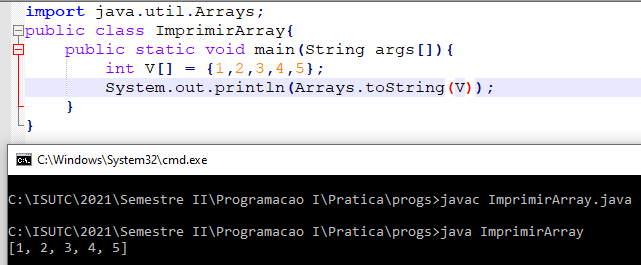 import java.util.Arrays;
public class ImprimirArray{
public static void main(String args[]){
int V[] = {1,2,3,4,5};
System.out.println(Arrays.toString(V));
}
}
C:\Windows\System32\cmd.exe
C:\ISUTC\2021\Semestre II\Programacao I\Pratica\progs>javac ImprimirArray.java
C:\ISUTC\2021\Semestre II\Programacao I\Pratica\progs>java ImprimirArray
[1, 2, 3, 4, 5]